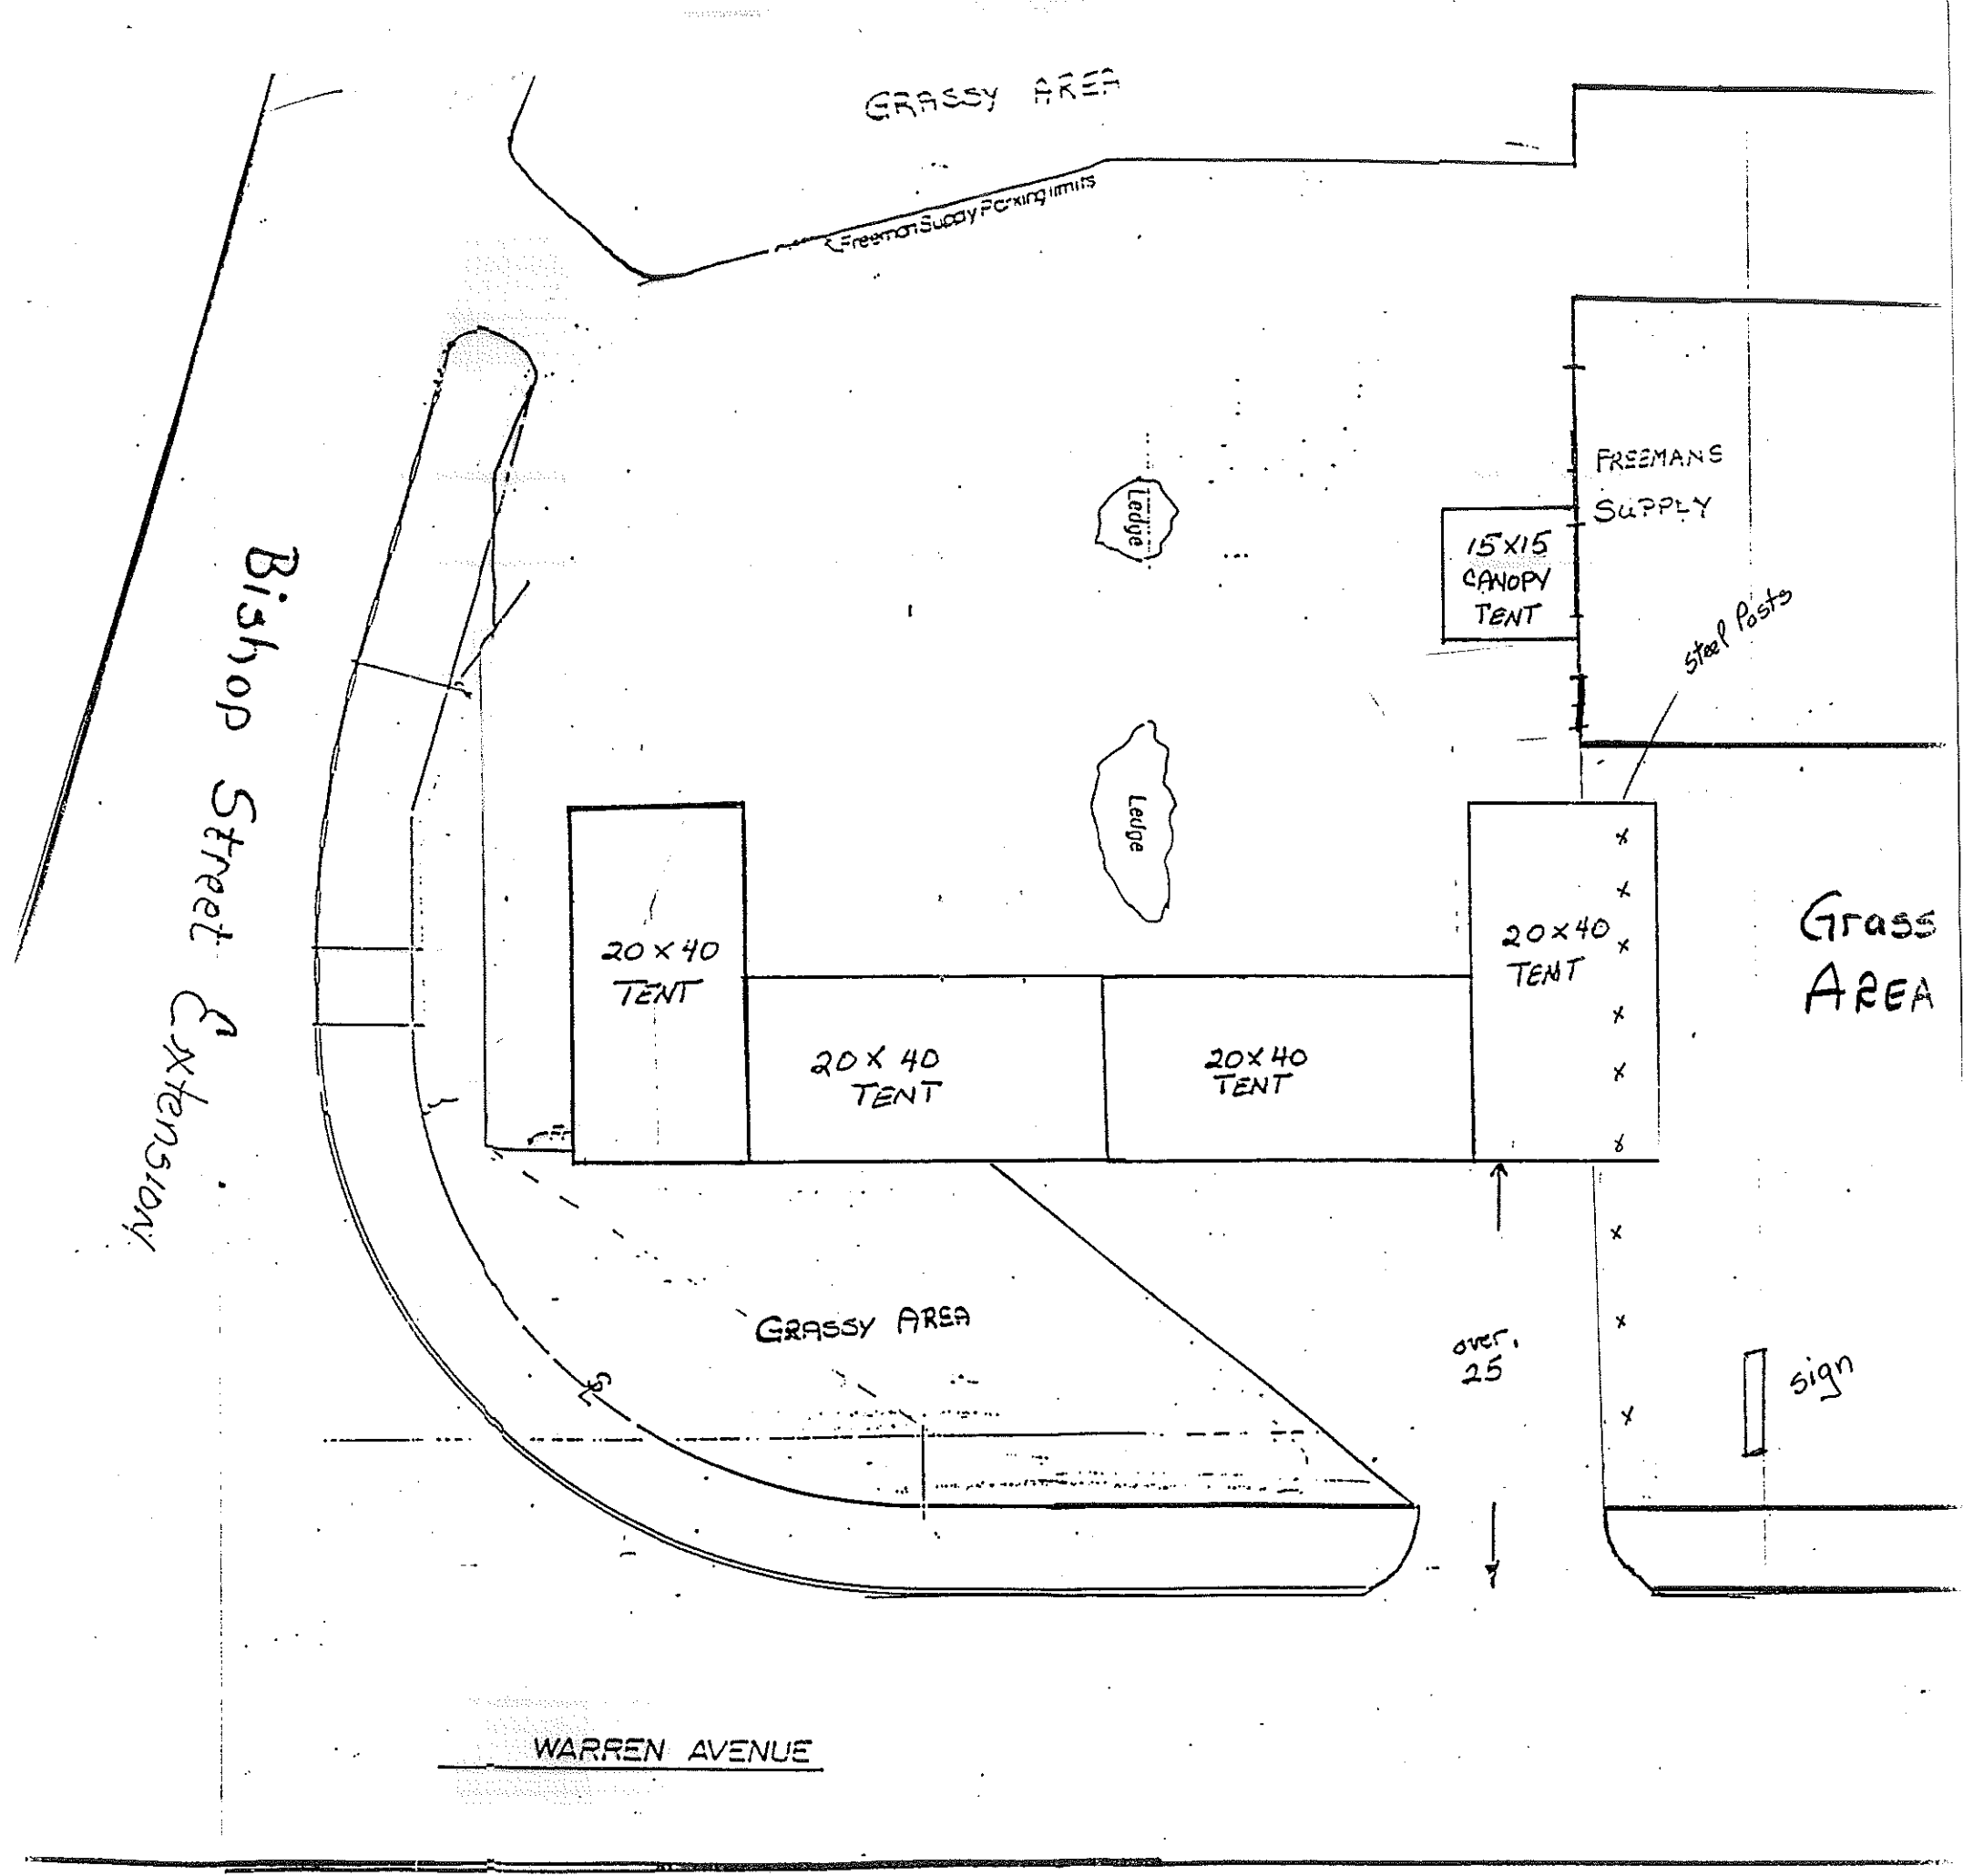 GRASSY AREA
Freeman Supply Parking limits
FREEMANS
SUPPLY
Ledge
15X15
CANOPY
TENT
steel Posts
Bishop Street Extension
Ledge
20 X 40
TENT
20 X 40
TENT
20 X 40
TENT
20 X 40
TENT
Grass
AREA
GRASSY AREA
over.
25
sign
WARREN AVENUE